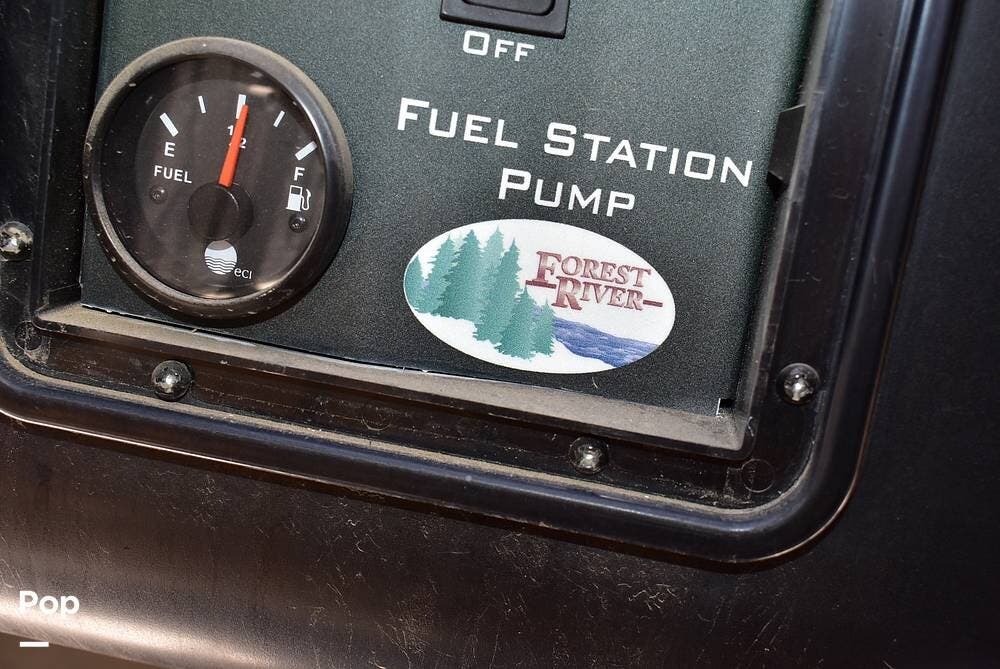 OFF
FUEL STATION
PUMP
1/2
E
F
FUEL
eci
FOREST
RIVER
Pop